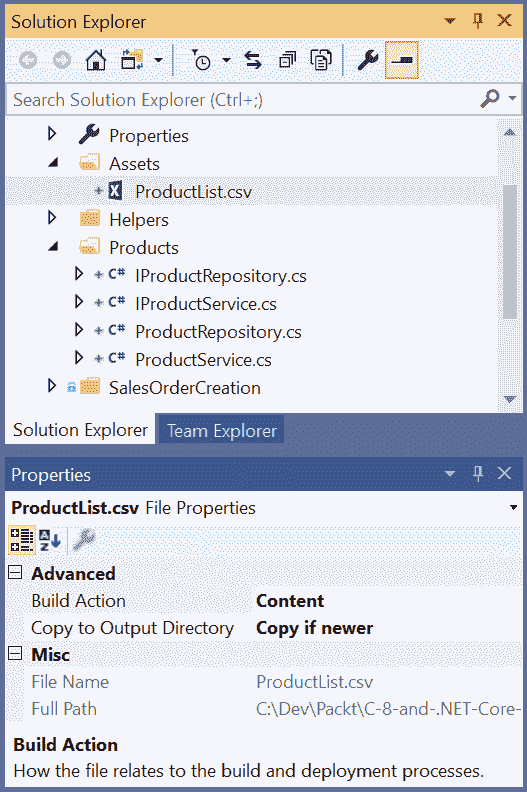 Solution Explorer
Search Solution Explorer (Ctrl+;)
Properties
Assets
ProductList.csv
Helpers
Products
C# IProductRepository.cs
C# IProductService.cs
C# ProductRepository.cs
C# ProductService.cs
SalesOrderCreation
Solution Explorer Team Explorer
Properties
ProductList.csv File Properties
Advanced
Build Action Content
Copy to Output Directory Copy if newer
Misc
File Name ProductList.csv
Full Path C:\Dev\Packt\C-8-and-.NET-Core-
Build Action
How the file relates to the build and deployment processes.